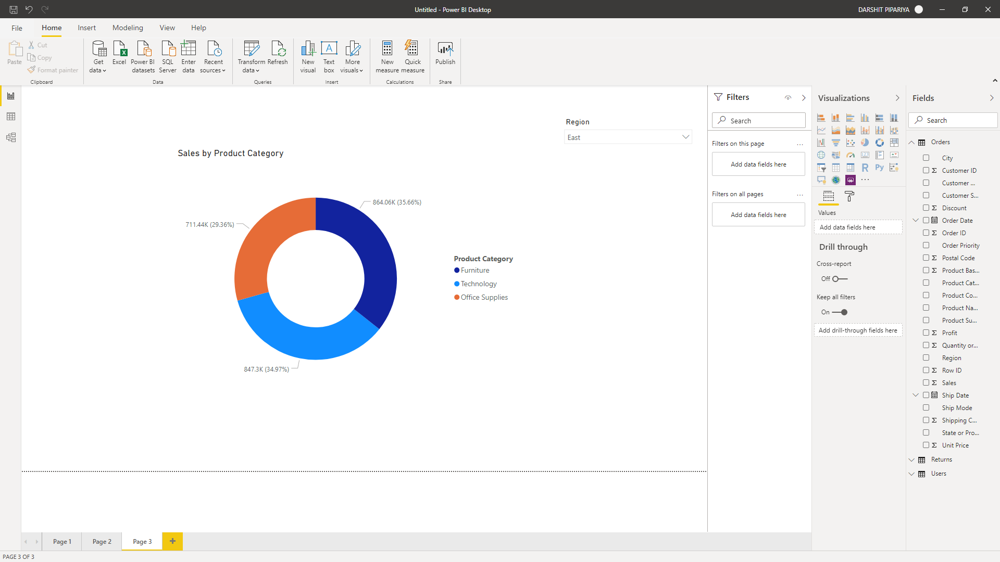 Untitled - Power BI Desktop
DARSHIT PIPARIYA
File
Home
Insert
Modeling
View
Help
Paste
Cut
Copy
Format painter
Clipboard
Get data
Excel
Power BI datasets
SQL Server
Enter data
Recent sources
Data
Transform data
Refresh
Queries
New visual
Text box
More visuals
Insert
New measure
Quick measure
Calculations
Publish
Share
Region
East
Sales by Product Category
864.06K (35.66%)
711.44K (29.36%)
847.3K (34.97%)
Product Category
Furniture
Technology
Office Supplies
Filters
Search
Filters on this page
...
Add data fields here
Filters on all pages
...
Add data fields here
Visualizations
123
R
Py
...
Values
Add data fields here
Drill through
Cross-report
Off
Keep all filters
On
Add drill-through fields here
Fields
Search
Orders
City
Σ Customer ID
Customer ...
Customer S...
Σ Discount
Order Date
Σ Order ID
Order Priority
Σ Postal Code
Σ Product Bas...
Product Cat...
Product Co...
Product Na...
Product Su...
Σ Profit
Σ Quantity or...
Region
Σ Row ID
Σ Sales
Ship Date
Ship Mode
Σ Shipping C...
State or Pro...
Σ Unit Price
Returns
Users
Page 1
Page 2
Page 3
+
PAGE 3 OF 3